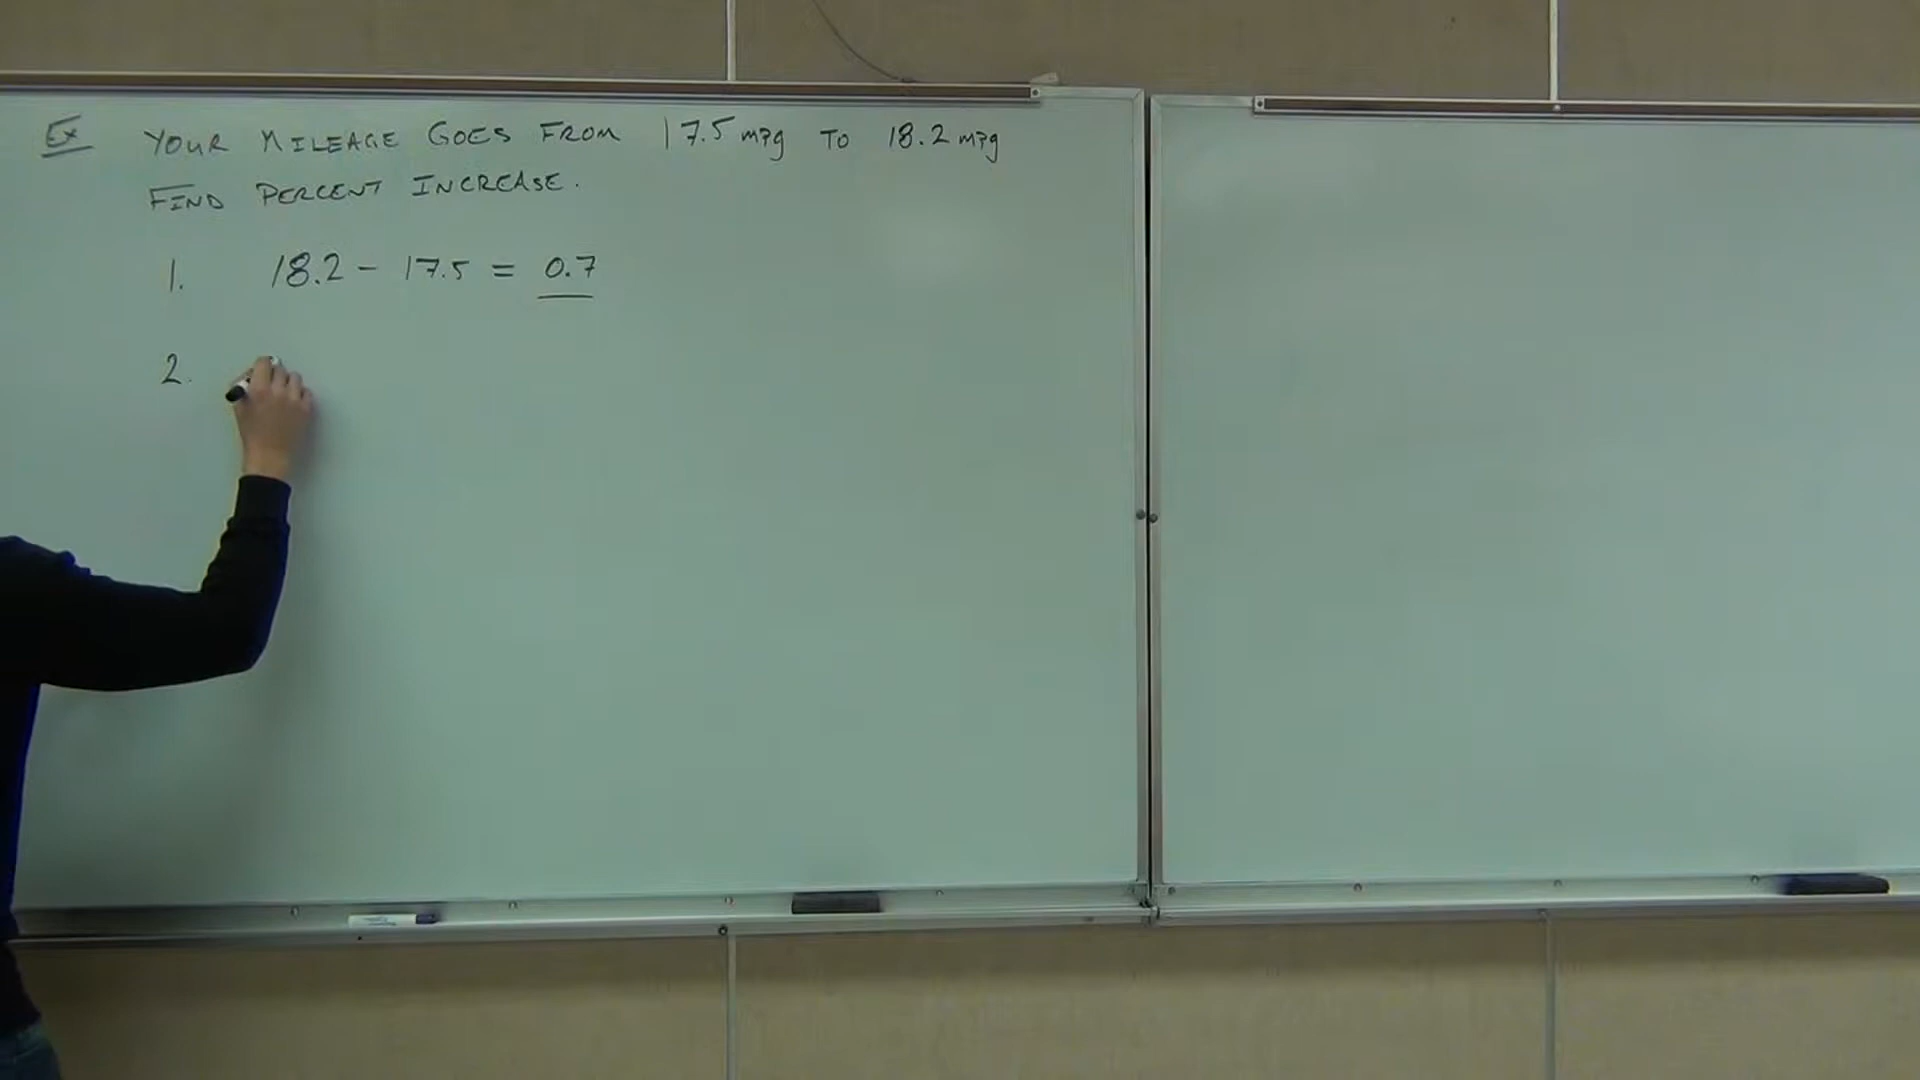 Ex YOUR MILEAGE GOES FROM 17.5 mpg TO 18.2 mpg
FIND PERCENT INCREASE.
1. 18.2 - 17.5 = 0.7
2.